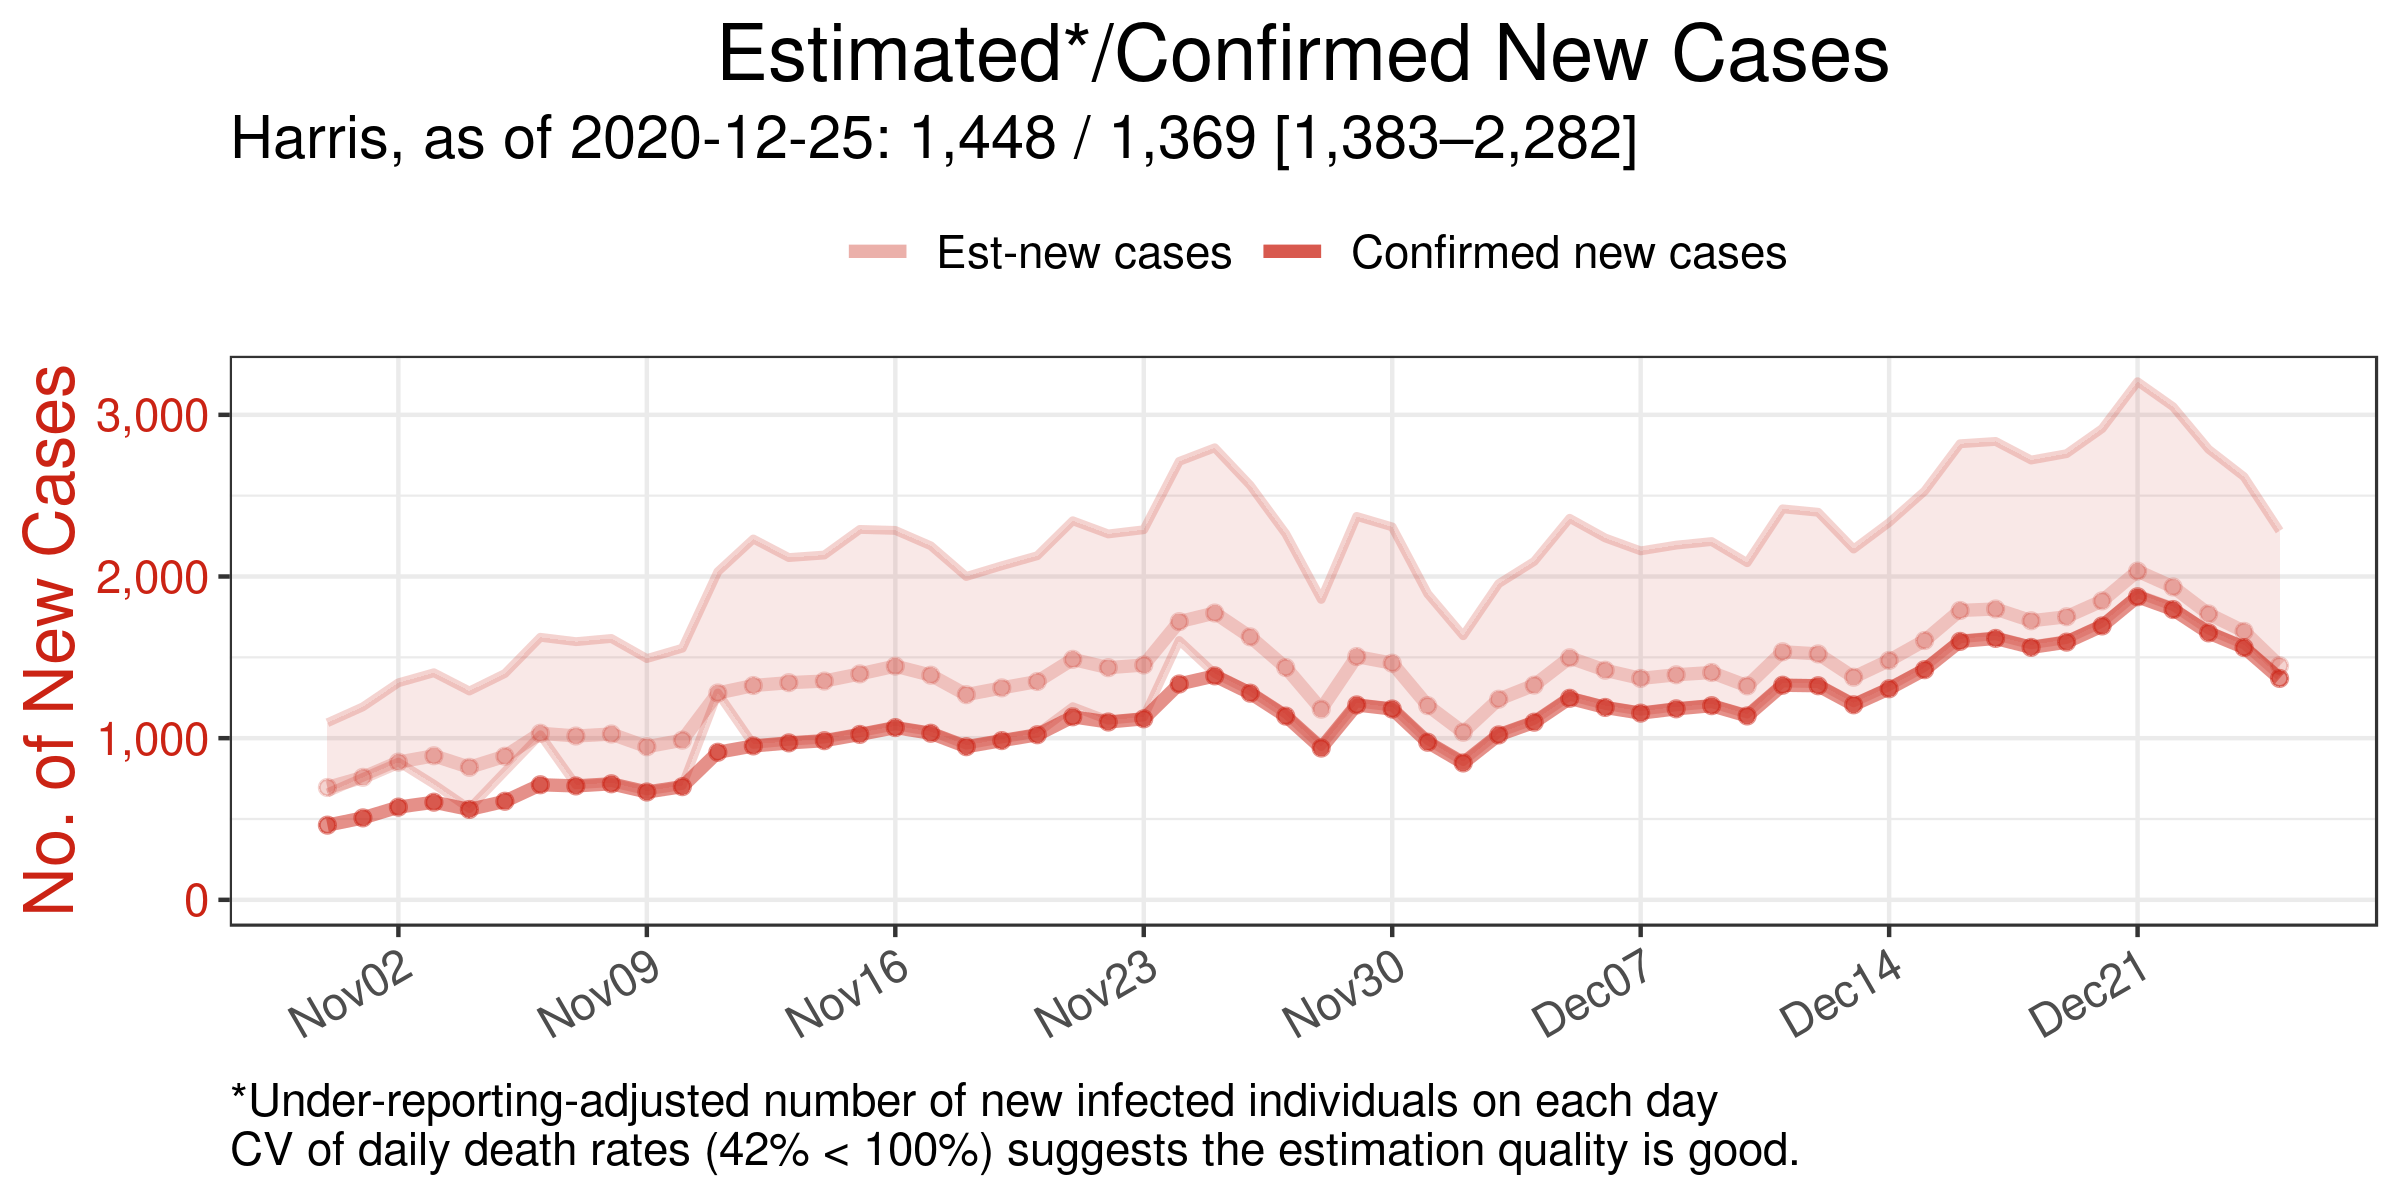 Estimated*/Confirmed New Cases
Harris, as of 2020-12-25: 1,448 / 1,369 [1,383–2,282]
Est-new cases
Confirmed new cases
No. of New Cases
3,000
2,000
1,000
0
Nov02
Nov09
Nov16
Nov23
Nov30
Dec07
Dec14
Dec21
*Under-reporting-adjusted number of new infected individuals on each day
CV of daily death rates (42% < 100%) suggests the estimation quality is good.